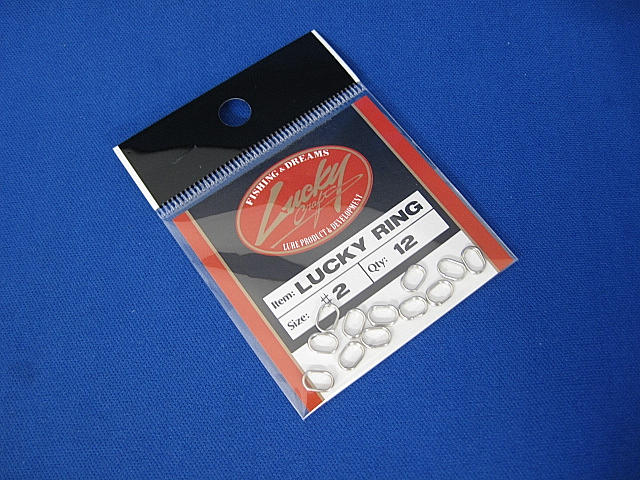 FISHING & DREAMS
Lucky
Craft
LURE PRODUCT & DEVELOPMENT
Item: LUCKY RING
Size: #2 Qty: 12